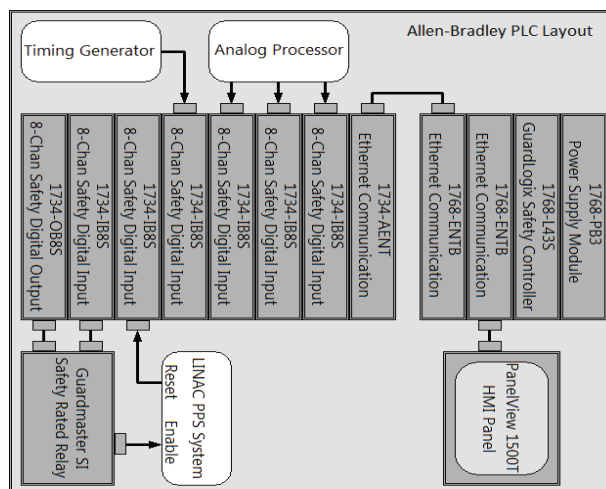 Allen-Bradley PLC Layout
Timing Generator
Analog Processor
1734-OB8S
8-Chan Safety Digital Output
1734-IB8S
8-Chan Safety Digital Input
1734-IB8S
8-Chan Safety Digital Input
1734-IB8S
8-Chan Safety Digital Input
1734-IB8S
8-Chan Safety Digital Input
1734-IB8S
8-Chan Safety Digital Input
1734-IB8S
8-Chan Safety Digital Input
1734-AENT
Ethernet Communication
1768-ENTB
Ethernet Communication
1768-ENTB
Ethernet Communication
1768-L43S
GuardLogix Safety Controller
1768-PB3
Power Supply Module
Guardmaster SI
Safety Rated Relay
LINAC PPS System
Reset Enable
PanelView 1500T
HMI Panel